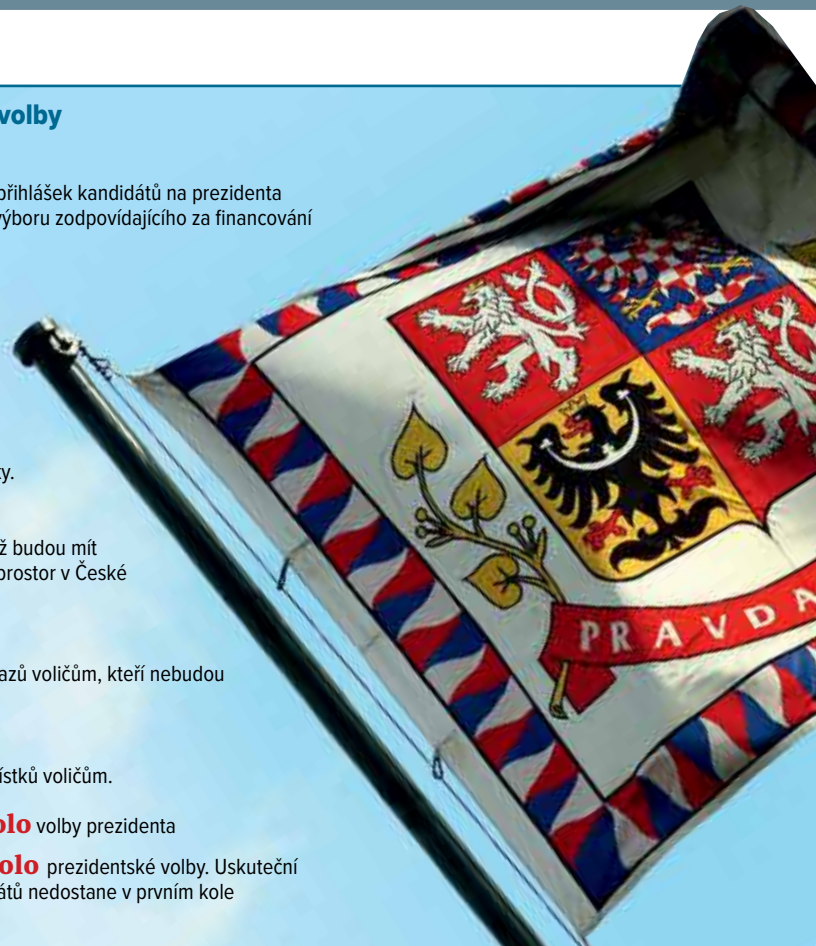 volby
přihlášek kandidátů na prezidenta
výboru zodpovídajícího za financování
ty.
ž budou mít
prostor v České
azů voličům, kteří nebudou
ístků voličům.
olo volby prezidenta
olo prezidentské volby. Uskuteční
átů nedostane v prvním kole
PRAVDA